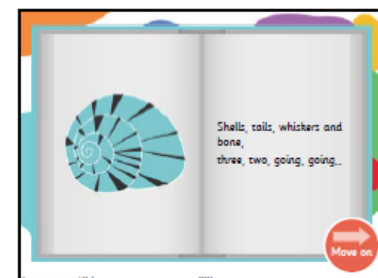 Shells, tails, whiskers and
bone,
three, two, going, going...
Move on